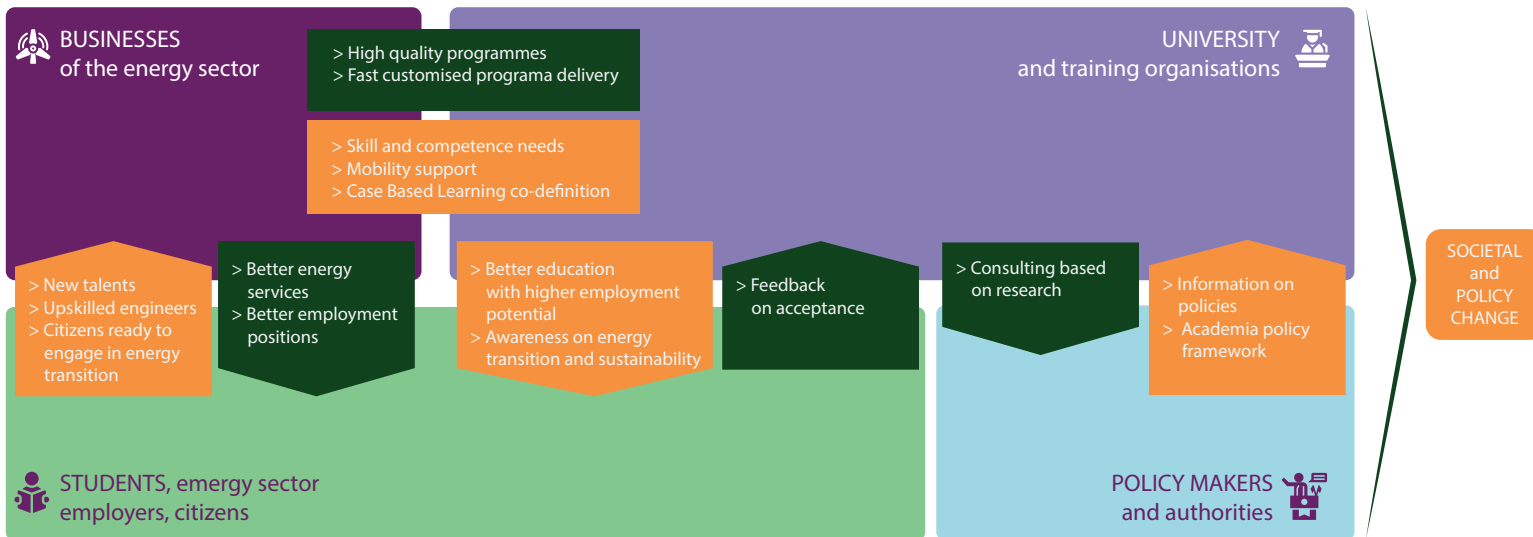 BUSINESSES
of the energy sector
> High quality programmes
> Fast customised programa delivery
UNIVERSITY
and training organisations
> Skill and competence needs
> Mobility support
> Case Based Learning co-definition
> New talents
> Upskilled engineers
> Citizens ready to
engage in energy
transition
> Better energy
services
> Better employment
positions
> Better education
with higher employment
potential
> Awareness on energy
transition and sustainability
> Feedback
on acceptance
> Consulting based
on research
> Information on
policies
> Academia policy
framework
SOCIETAL
and
POLICY
CHANGE
STUDENTS, emergy sector
employers, citizens
POLICY MAKERS
and authorities